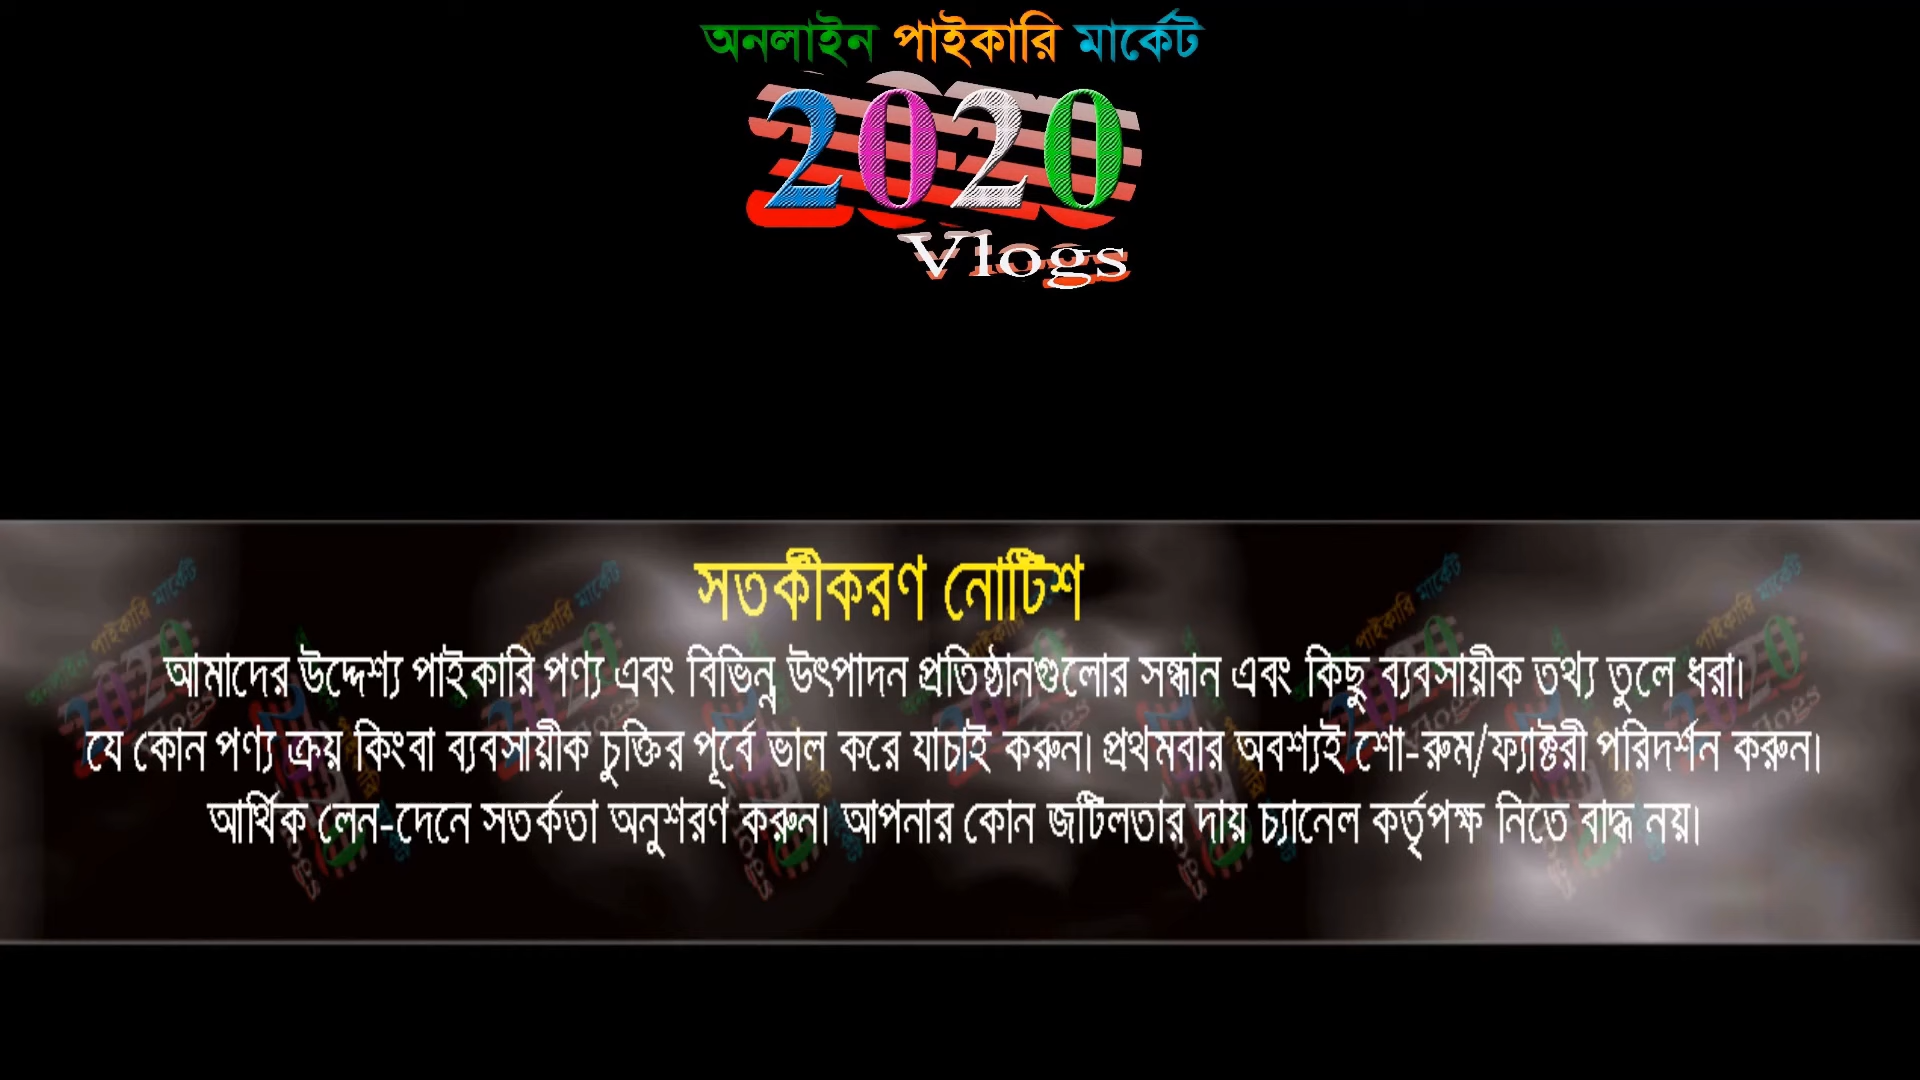 অনলাইন পাইকারি মার্কেট
2020
Vlogs
সতর্কীকরণ নোটিশ
আমাদের উদ্দেশ্য পাইকারি পণ্য এবং বিভিন্ন উৎপাদন প্রতিষ্ঠানগুলোর সন্ধান এবং কিছু ব্যবসায়ীক তথ্য তুলে ধরা।
যে কোন পণ্য ক্রয় কিংবা ব্যবসায়ীক চুক্তির পূর্বে ভাল করে যাচাই করুন। প্রথমবার অবশ্যই শো-রুম/ফ্যাক্টরী পরিদর্শন করুন।
আর্থিক লেন-দেনে সতর্কতা অনুশরণ করুন। আপনার কোন জটিলতার দায় চ্যানেল কর্তৃপক্ষ নিতে বাদ্ধ নয়।